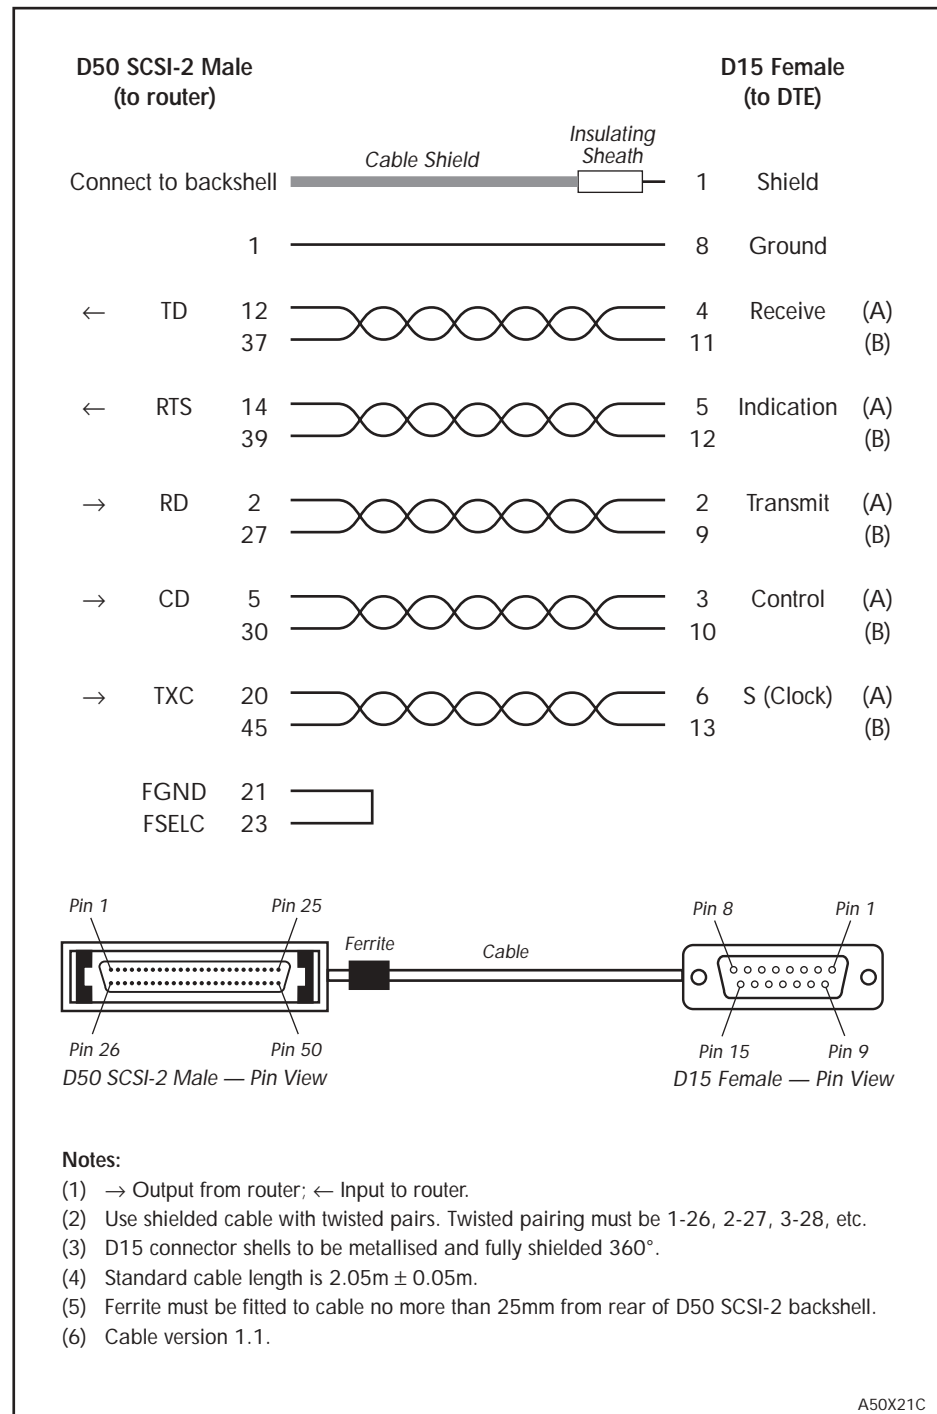 D50 SCSI-2 Male
(to router)
D15 Female
(to DTE)
Cable Shield
Insulating
Sheath
Connect to backshell 1 Shield
1 8 Ground
← TD 12 4 Receive (A)
37 11 (B)
← RTS 14 5 Indication (A)
39 12 (B)
→ RD 2 2 Transmit (A)
27 9 (B)
→ CD 5 3 Control (A)
30 10 (B)
→ TXC 20 6 S (Clock) (A)
45 13 (B)
FGND 21
FSELC 23
Pin 1 Pin 25 Pin 8 Pin 1
Ferrite Cable
Pin 26 Pin 50 Pin 15 Pin 9
D50 SCSI-2 Male — Pin View D15 Female — Pin View
Notes:
(1) → Output from router; ← Input to router.
(2) Use shielded cable with twisted pairs. Twisted pairing must be 1-26, 2-27, 3-28, etc.
(3) D15 connector shells to be metallised and fully shielded 360°.
(4) Standard cable length is 2.05m ± 0.05m.
(5) Ferrite must be fitted to cable no more than 25mm from rear of D50 SCSI-2 backshell.
(6) Cable version 1.1.
A50X21C